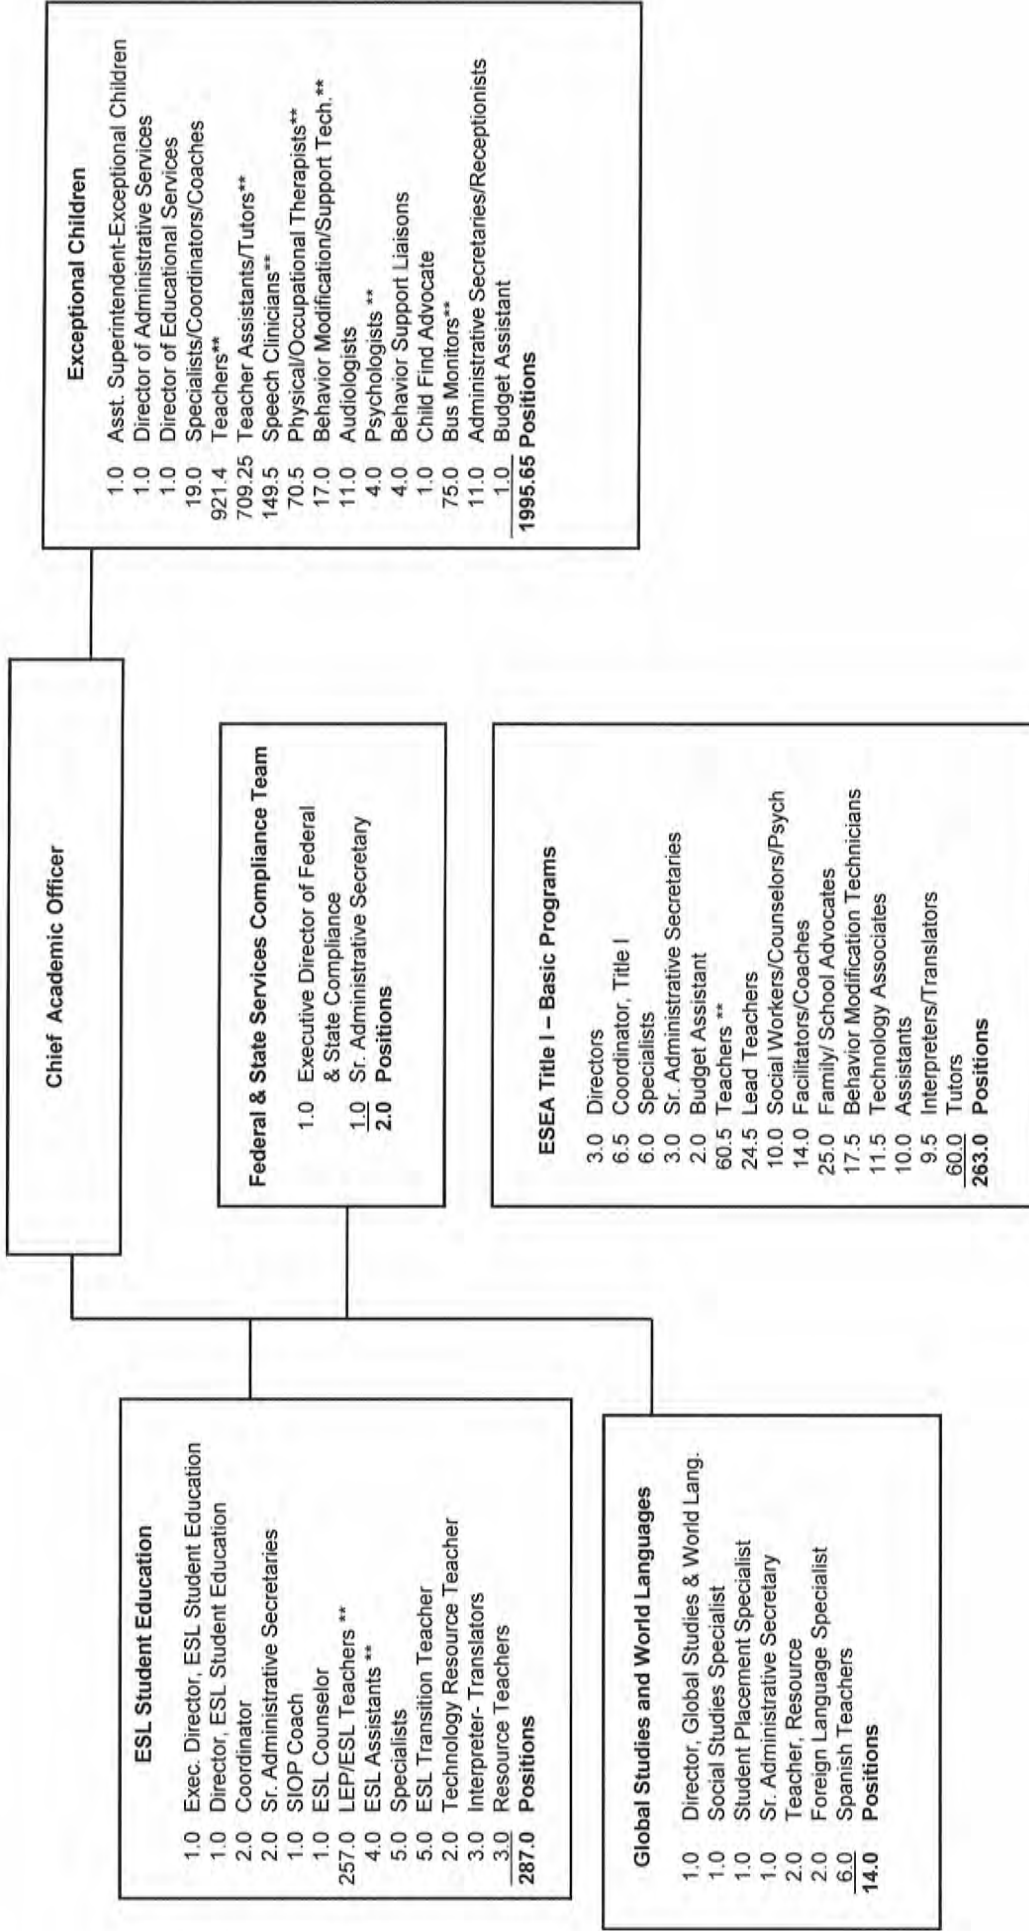 Chief Academic Officer
ESL Student Education
1.0 Exec. Director, ESL Student Education
1.0 Director, ESL Student Education
2.0 Coordinator
2.0 Sr. Administrative Secretaries
1.0 SIOP Coach
1.0 ESL Counselor
257.0 LEP/ESL Teachers **
4.0 ESL Assistants **
5.0 Specialists
5.0 ESL Transition Teacher
2.0 Technology Resource Teacher
3.0 Interpreter- Translators
3.0 Resource Teachers
287.0 Positions
Global Studies and World Languages
1.0 Director, Global Studies & World Lang.
1.0 Social Studies Specialist
1.0 Student Placement Specialist
1.0 Sr. Administrative Secretary
2.0 Teacher, Resource
2.0 Foreign Language Specialist
6.0 Spanish Teachers
14.0 Positions
Federal & State Services Compliance Team
1.0 Executive Director of Federal
& State Compliance
1.0 Sr. Administrative Secretary
2.0 Positions
ESEA Title I – Basic Programs
3.0 Directors
6.5 Coordinator, Title I
6.0 Specialists
3.0 Sr. Administrative Secretaries
2.0 Budget Assistant
60.5 Teachers **
24.5 Lead Teachers
10.0 Social Workers/Counselors/Psych
14.0 Facilitators/Coaches
25.0 Family/ School Advocates
17.5 Behavior Modification Technicians
11.5 Technology Associates
10.0 Assistants
9.5 Interpreters/Translators
60.0 Tutors
263.0 Positions
Exceptional Children
1.0 Asst. Superintendent-Exceptional Children
1.0 Director of Administrative Services
1.0 Director of Educational Services
19.0 Specialists/Coordinators/Coaches
921.4 Teachers**
709.25 Teacher Assistants/Tutors**
149.5 Speech Clinicians**
70.5 Physical/Occupational Therapists**
17.0 Behavior Modification/Support Tech.**
11.0 Audiologists
4.0 Psychologists **
4.0 Behavior Support Liaisons
1.0 Child Find Advocate
75.0 Bus Monitors**
11.0 Administrative Secretaries/Receptionists
1.0 Budget Assistant
1995.65 Positions